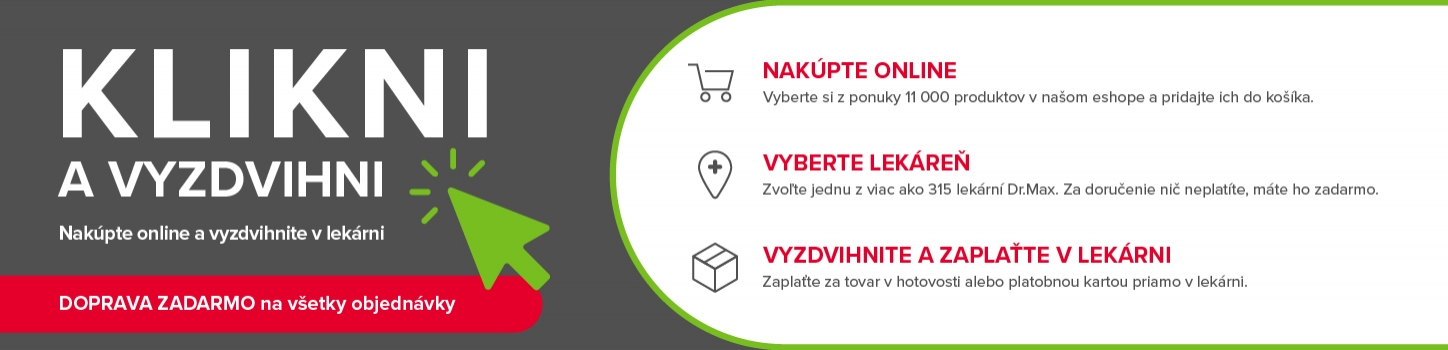 KLIKNI
A VYZDVIHNI
Nakúpte online a vyzdvihnite v lekárni
DOPRAVA ZADARMO na všetky objednávky
NAKÚPTE ONLINE
Vyberte si z ponuky 11 000 produktov v našom eshope a pridajte ich do košíka.
VYBERTE LEKÁREŇ
Zvoľte jednu z viac ako 315 lekární Dr.Max. Za doručenie nič neplatíte, máte ho zadarmo.
VYZDVIHNITE A ZAPLAŤTE V LEKÁRNI
Zaplaťte za tovar v hotovosti alebo platobnou kartou priamo v lekárni.